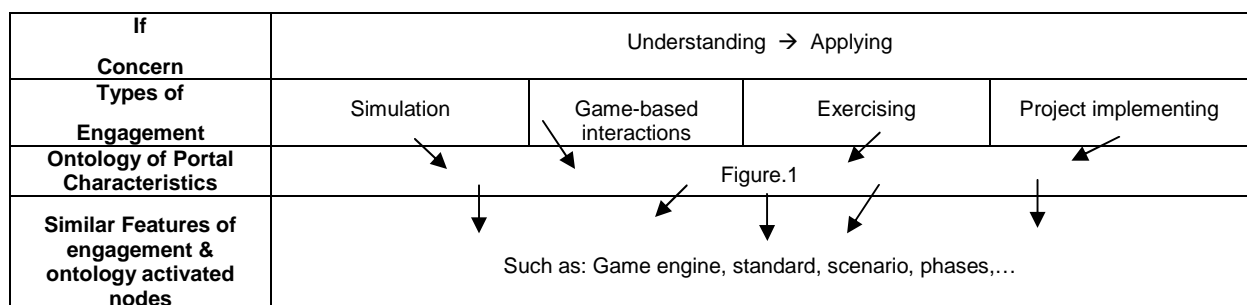 If
Concern
Understanding → Applying
Types of
Engagement
Simulation
Game-based
interactions
Exercising
Project implementing
Ontology of Portal
Characteristics
Figure.1
Similar Features of
engagement &
ontology activated
nodes
Such as: Game engine, standard, scenario, phases,...